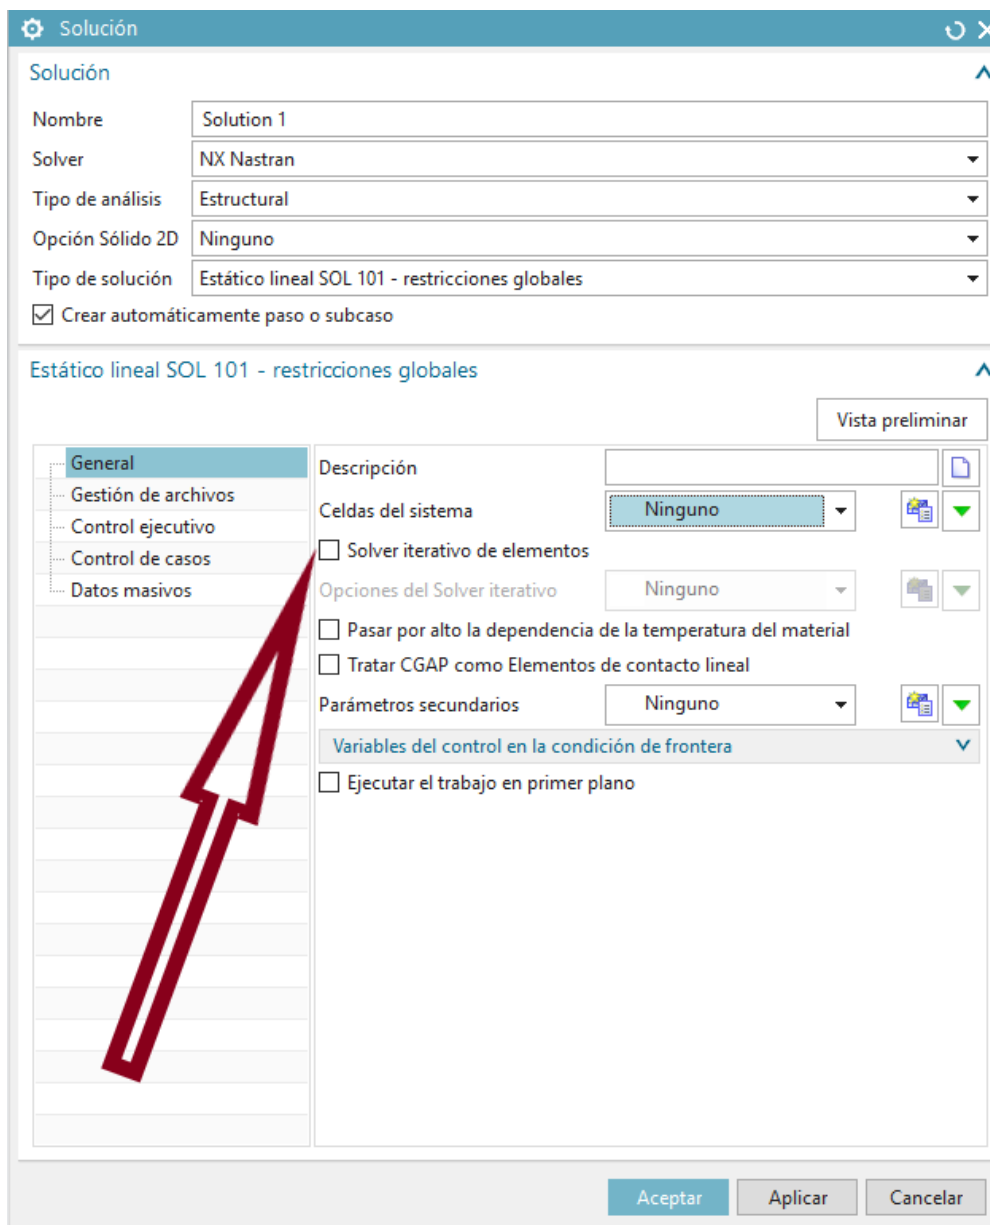 Solución
Solución
Nombre Solution 1
Solver NX Nastran
Tipo de análisis Estructural
Opción Sólido 2D Ninguno
Tipo de solución Estático lineal SOL 101 - restricciones globales
Crear automáticamente paso o subcaso
Estático lineal SOL 101 - restricciones globales
Vista preliminar
General
Gestión de archivos
Control ejecutivo
Control de casos
Datos masivos
Descripción
Celdas del sistema Ninguno
Solver iterativo de elementos
Opciones del Solver iterativo Ninguno
Pasar por alto la dependencia de la temperatura del material
Tratar CGAP como Elementos de contacto lineal
Parámetros secundarios Ninguno
Variables del control en la condición de frontera
Ejecutar el trabajo en primer plano
Aceptar Aplicar Cancelar